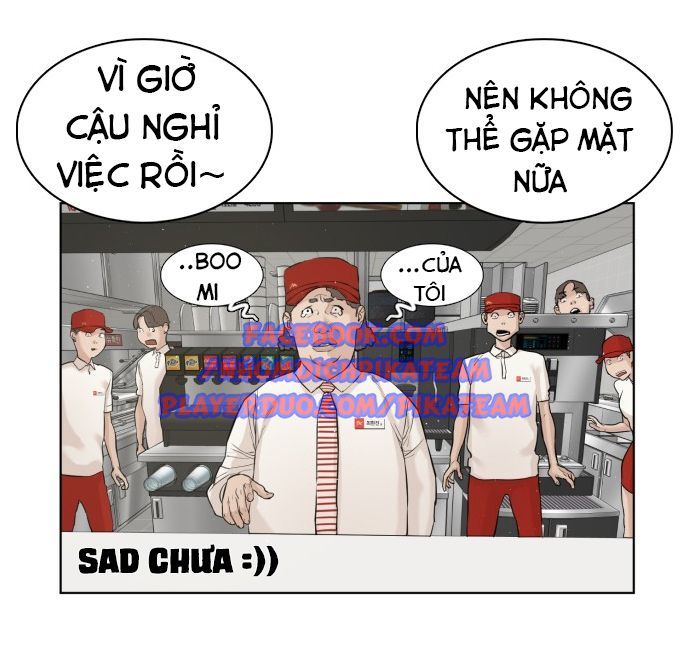 VÌ GIỜ
CẬU NGHỈ
VIỆC RỒI~
NÊN KHÔNG
THỂ GẶP MẶT
NỮA
..BOO
MI
...CỦA
TÔI
FACEBOOK.COM
/NHOMDICHPIKATEAM
PLAYERDUO.COM/PIKATEAM
SAD CHƯA :))